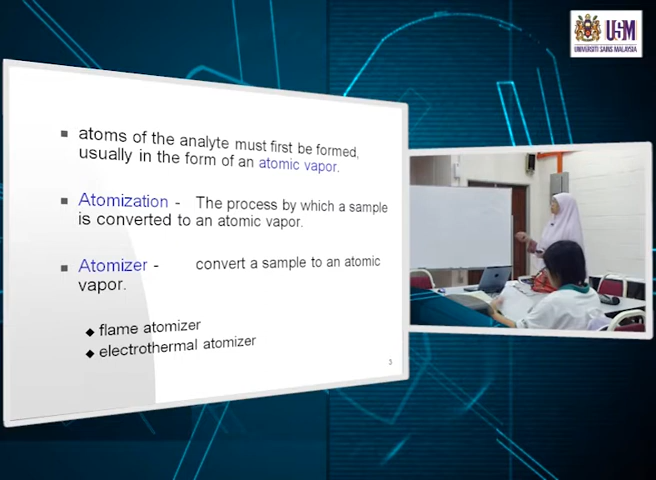 USM
UNIVERSITI SAINS MALAYSIA
▪ atoms of the analyte must first be formed,
usually in the form of an atomic vapor.
▪ Atomization - The process by which a sample
is converted to an atomic vapor.
▪ Atomizer - convert a sample to an atomic
vapor.
◆ flame atomizer
◆ electrothermal atomizer
3